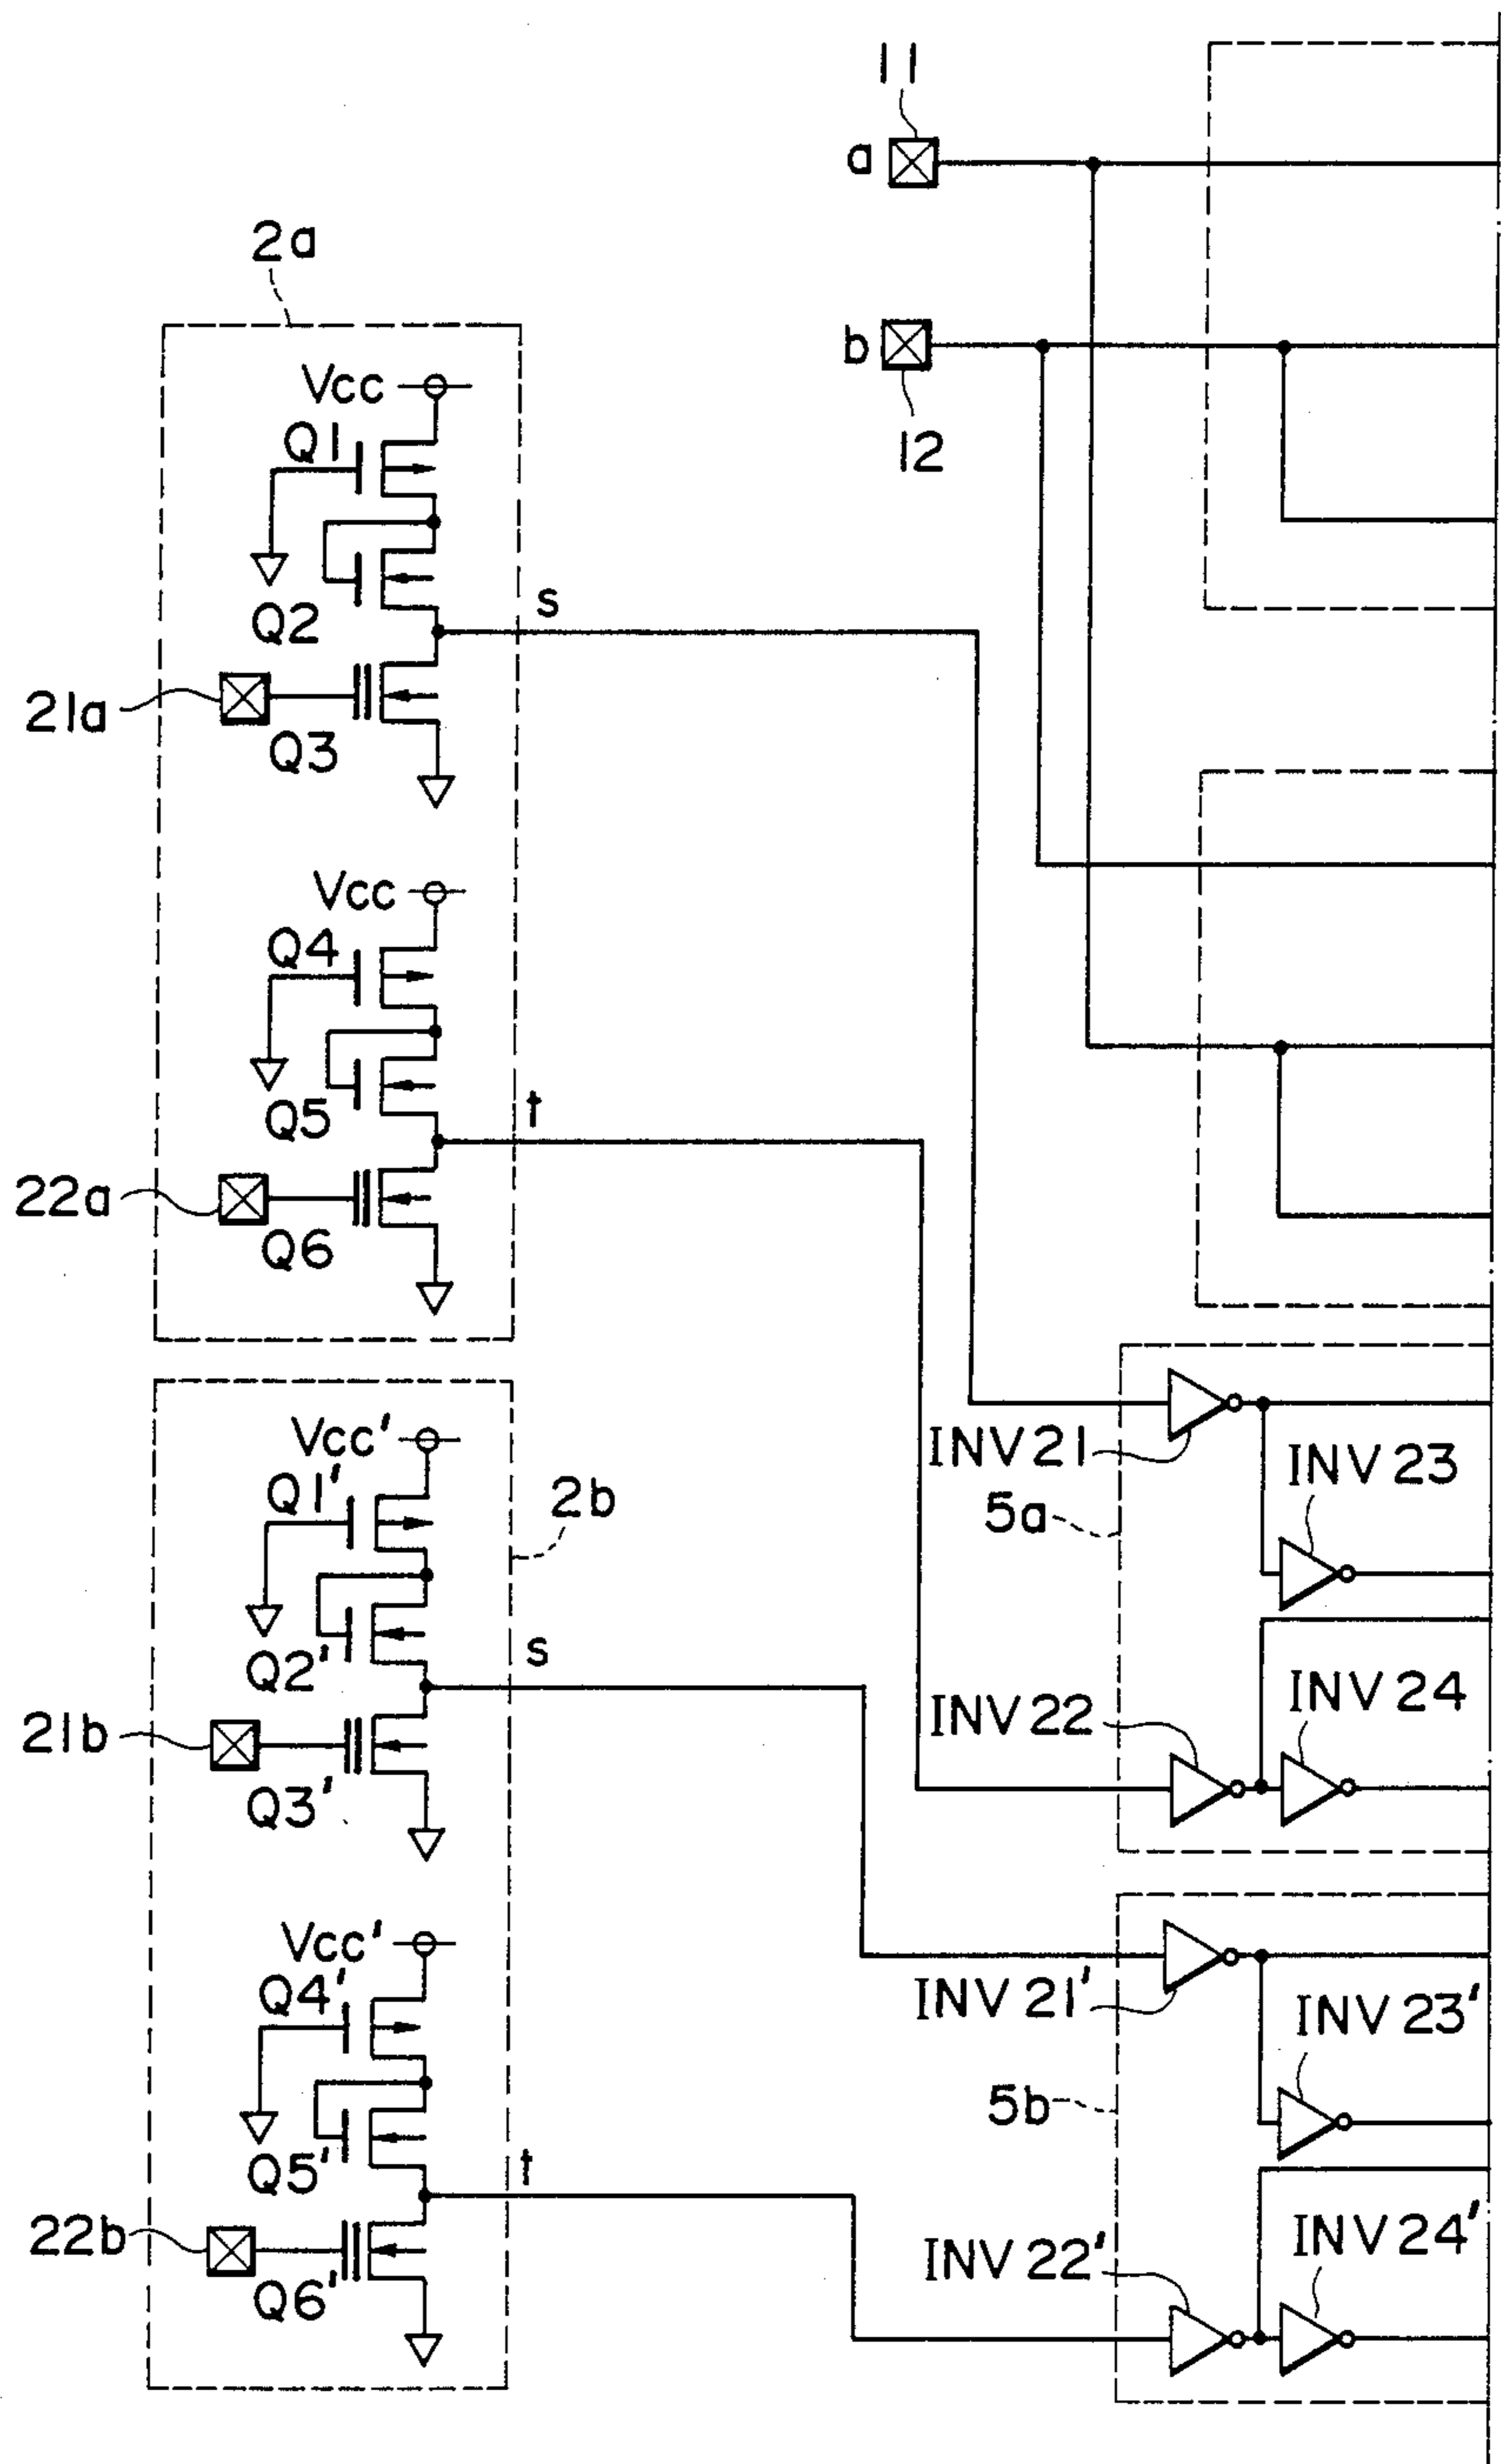 11
a
2a
b
12
Vcc
Q1
Q2
s
21a
Q3
Vcc
Q4
Q5
t
22a
Q6
INV21
INV23
5a
Vcc'
Q1'
2b
Q2'
s
21b
Q3'
INV22
INV24
Vcc'
Q4'
INV21'
INV23'
5b
Q5'
t
22b
Q6'
INV22'
INV24'